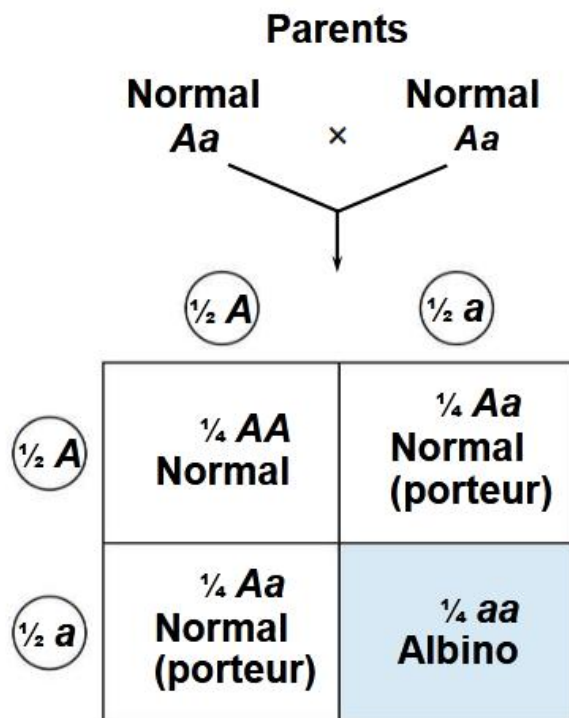 Parents
Normal Normal
Aa × Aa
½ A ½ a
½ A
¼ AA
Normal
¼ Aa
Normal
(porteur)
½ a
¼ Aa
Normal
(porteur)
¼ aa
Albino